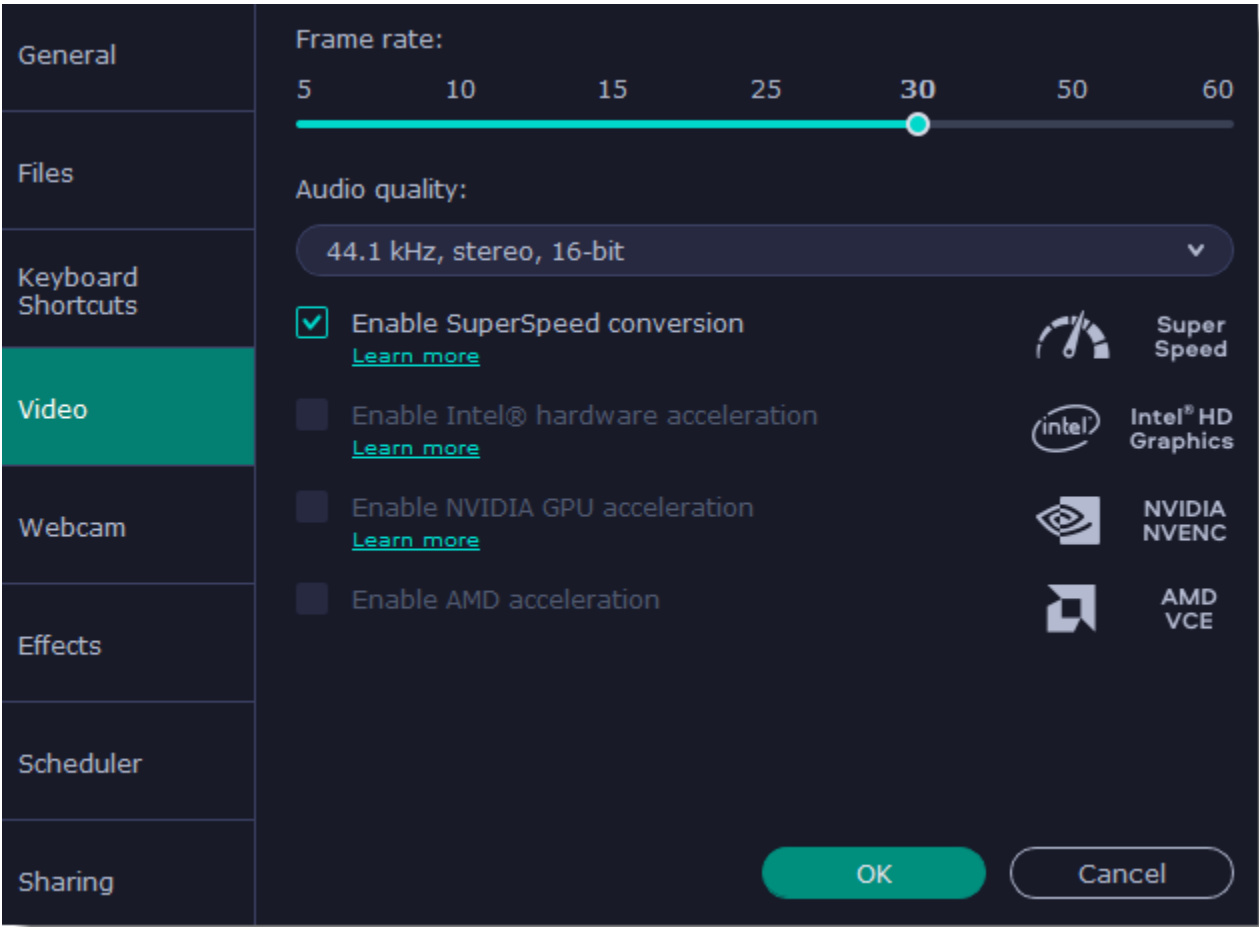 General
Files
Keyboard
Shortcuts
Video
Webcam
Effects
Scheduler
Sharing
Frame rate:
5 10 15 25 30 50 60
Audio quality:
44.1 kHz, stereo, 16-bit
Enable SuperSpeed conversion
Learn more
Super
Speed
Enable Intel® hardware acceleration
Learn more
intel
Intel® HD
Graphics
Enable NVIDIA GPU acceleration
Learn more
NVIDIA
NVENC
Enable AMD acceleration
AMD
VCE
OK
Cancel